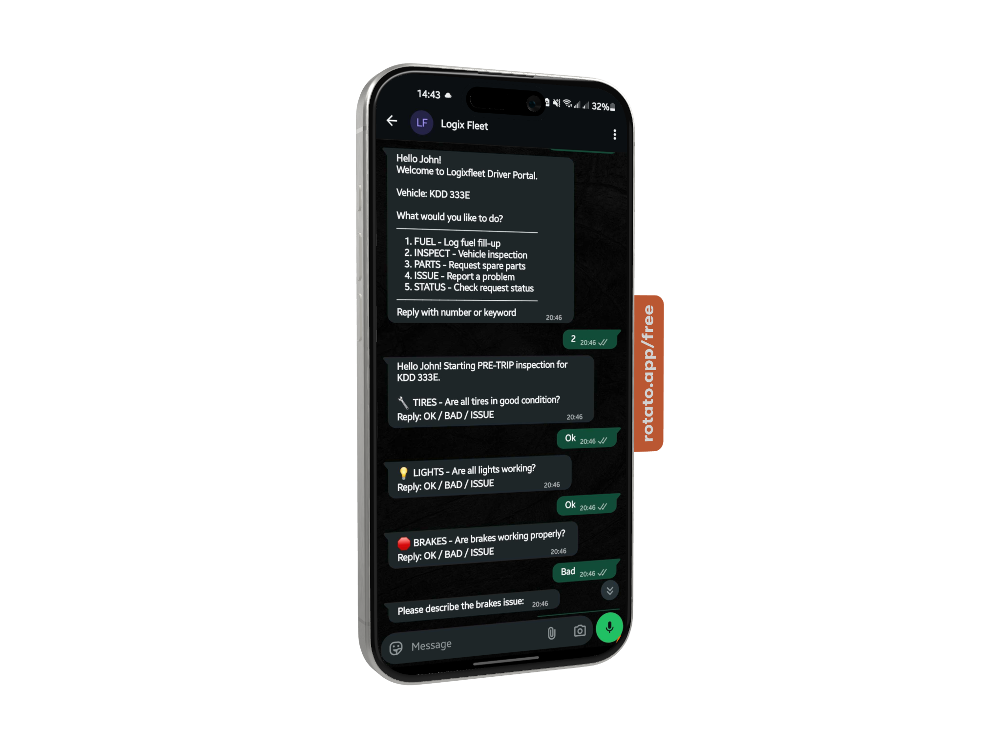 14:43
32%
LF
Logix Fleet
Hello John!
Welcome to Logixfleet Driver Portal.
Vehicle: KDD 333E
What would you like to do?
1. FUEL - Log fuel fill-up
2. INSPECT - Vehicle inspection
3. PARTS - Request spare parts
4. ISSUE - Report a problem
5. STATUS - Check request status
Reply with number or keyword
20:46
2 20:46
Hello John! Starting PRE-TRIP inspection for
KDD 333E.
TIRES - Are all tires in good condition?
Reply: OK / BAD / ISSUE
20:46
Ok 20:46
LIGHTS - Are all lights working?
Reply: OK / BAD / ISSUE
20:46
Ok 20:46
BRAKES - Are brakes working properly?
Reply: OK / BAD / ISSUE
20:46
Bad 20:46
Please describe the brakes issue: 20:46
Message
rotato.app/free